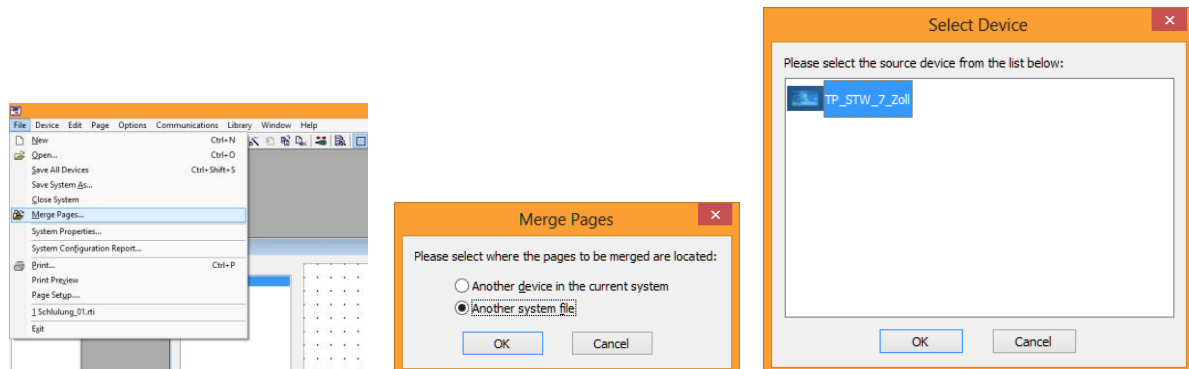 File Device Edit Page Options Communications Library Window Help
New Ctrl+N
Open... Ctrl+O
Save All Devices Ctrl+Shift+S
Save System As...
Close System
Merge Pages...
System Properties...
System Configuration Report...
Print... Ctrl+P
Print Preview
Page Setup....
1 Schlulung_01.rti
Exit
Merge Pages
Please select where the pages to be merged are located:
Another device in the current system
Another system file
OK Cancel
Select Device
Please select the source device from the list below:
TP_STW_7_Zoll
OK Cancel